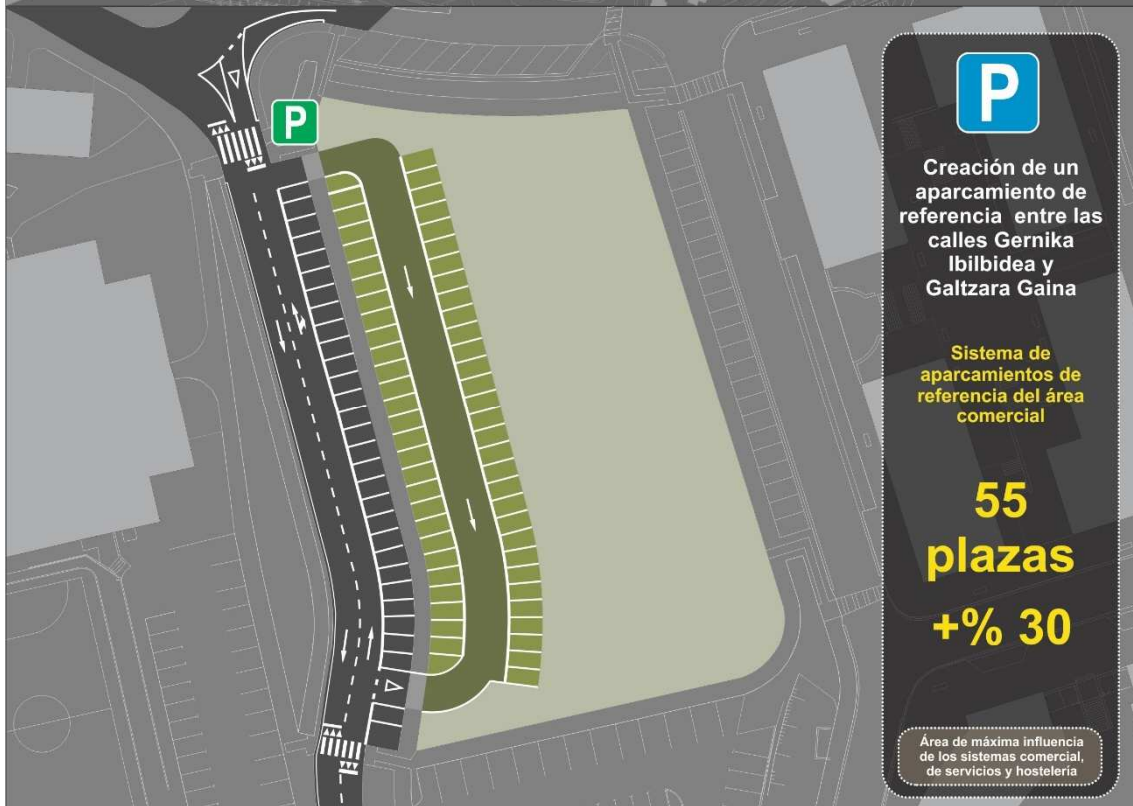 P
P
Creación de un
aparcamiento de
referencia entre las
calles Gernika
Ibilbidea y
Galtzara Gaina
Sistema de
aparcamientos de
referencia del área
comercial
55
plazas
+% 30
Área de máxima influencia
de los sistemas comercial,
de servicios y hostelería